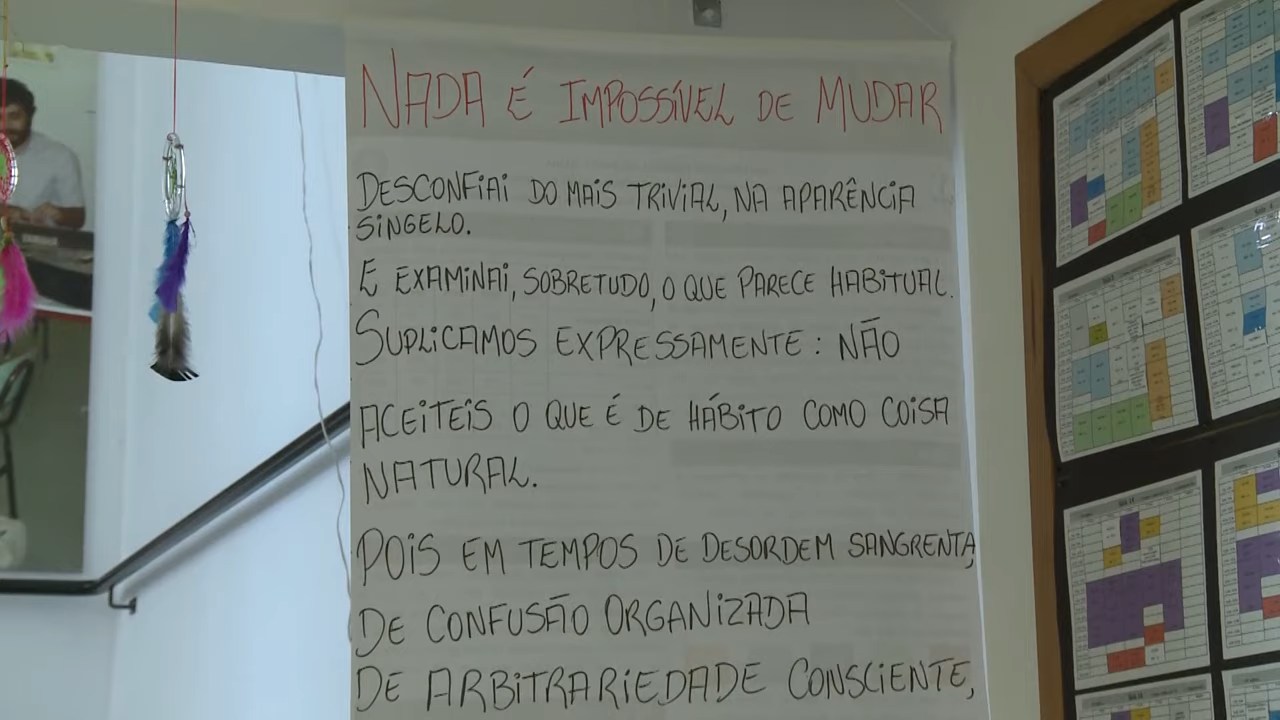 NADA É IMPOSSÍVEL DE MUDAR
DESCONFIAI DO MAIS TRIVIAL, NA APARÊNCIA
SINGELO.
E EXAMINAI, SOBRETUDO, O QUE PARECE HABITUAL.
SUPLICAMOS EXPRESSAMENTE: NÃO
ACEITEIS O QUE É DE HÁBITO COMO COISA
NATURAL.
POIS EM TEMPOS DE DESORDEM SANGRENTA,
DE CONFUSÃO ORGANIZADA
DE ARBITRARIEDADE CONSCIENTE,